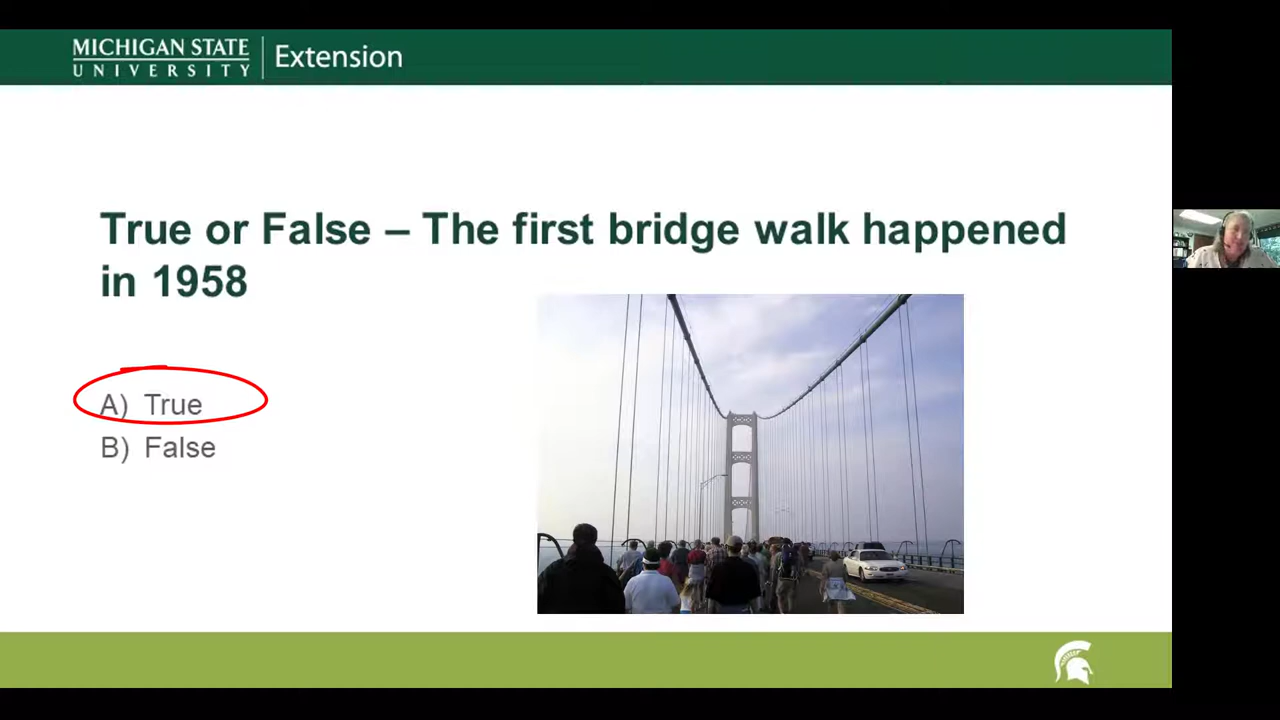 MICHIGAN STATE
UNIVERSITY
Extension
True or False – The first bridge walk happened
in 1958
A) True
B) False